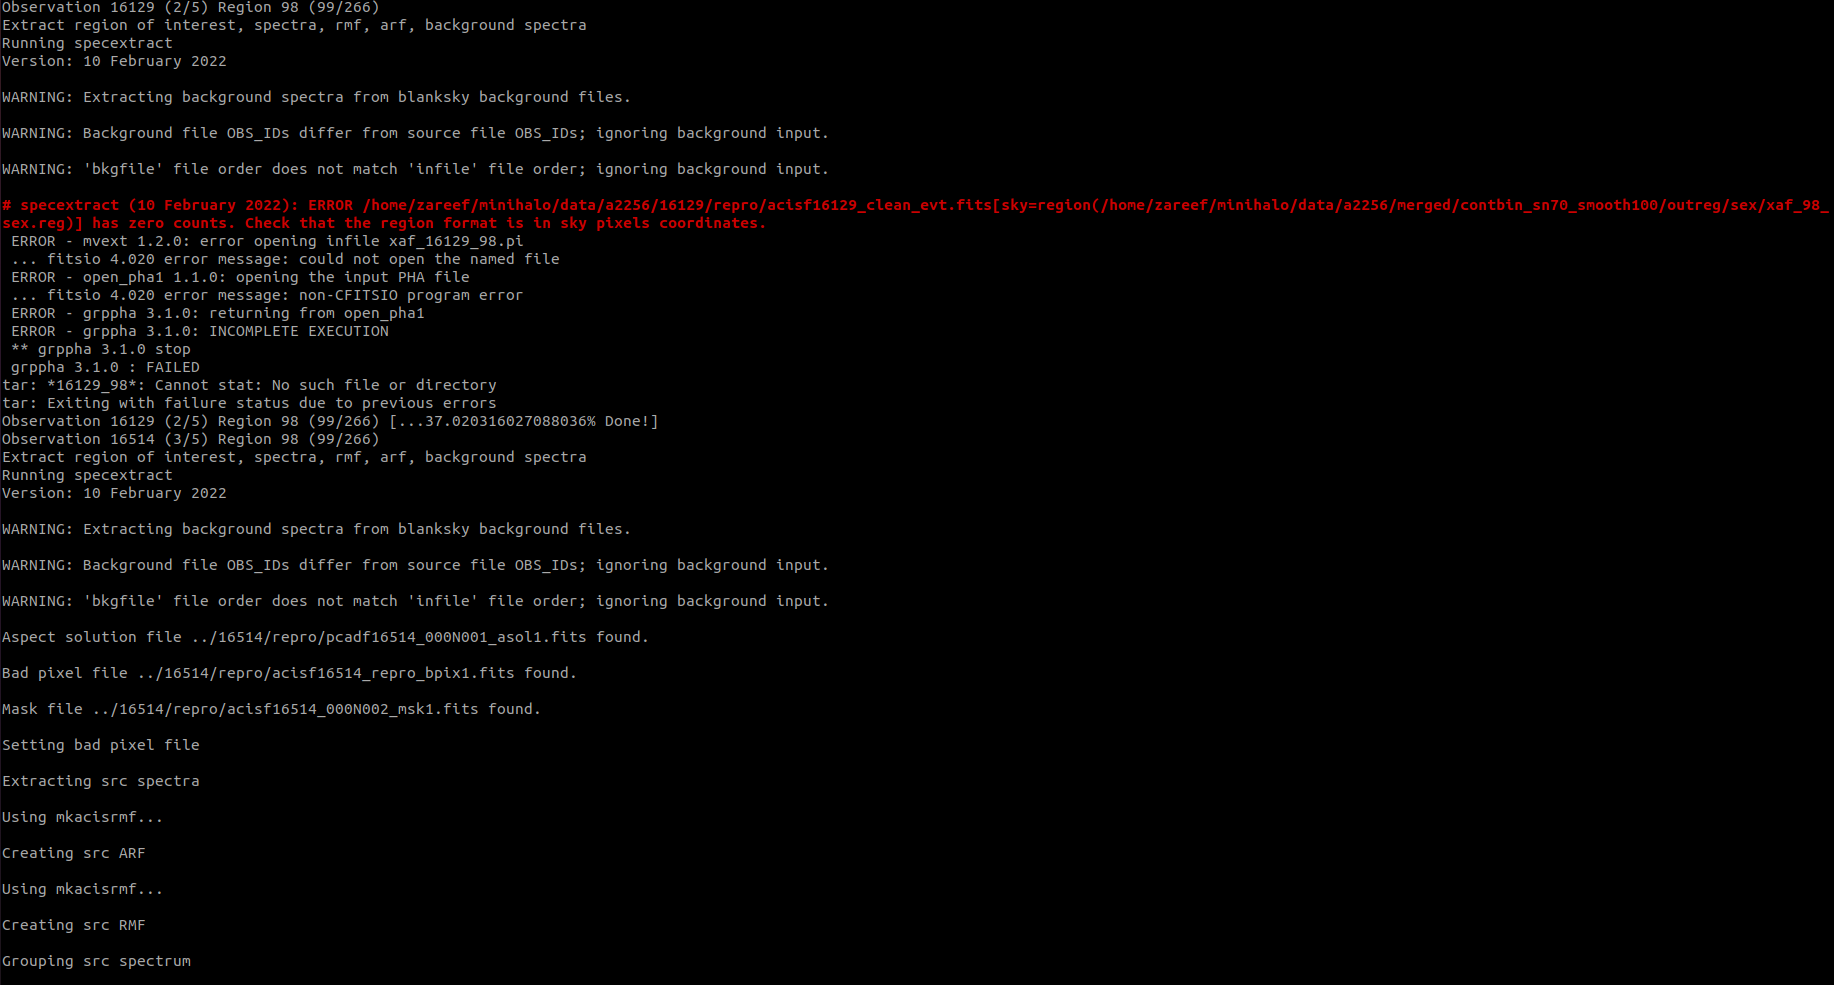 Observation 16129 (2/5) Region 98 (99/266)
Extract region of interest, spectra, rmf, arf, background spectra
Running specextract
Version: 10 February 2022
WARNING: Extracting background spectra from blanksky background files.
WARNING: Background file OBS_IDs differ from source file OBS_IDs; ignoring background input.
WARNING: 'bkgfile' file order does not match 'infile' file order; ignoring background input.
# specextract (10 February 2022): ERROR /home/zareef/minihalo/data/a2256/16129/repro/acisf16129_clean_evt.fits[sky=region(/home/zareef/minihalo/data/a2256/merged/contbin_sn70_smooth100/outreg/sex/xaf_98_
sex.reg)] has zero counts. Check that the region format is in sky pixels coordinates.
ERROR - mvext 1.2.0: error opening infile xaf_16129_98.pi
... fitsio 4.020 error message: could not open the named file
ERROR - open_pha1 1.1.0: opening the input PHA file
... fitsio 4.020 error message: non-CFITSIO program error
ERROR - grppha 3.1.0: returning from open_pha1
ERROR - grppha 3.1.0: INCOMPLETE EXECUTION
** grppha 3.1.0 stop
grppha 3.1.0 : FAILED
tar: *16129_98*: Cannot stat: No such file or directory
tar: Exiting with failure status due to previous errors
Observation 16129 (2/5) Region 98 (99/266) [...37.020316027088036% Done!]
Observation 16514 (3/5) Region 98 (99/266)
Extract region of interest, spectra, rmf, arf, background spectra
Running specextract
Version: 10 February 2022
WARNING: Extracting background spectra from blanksky background files.
WARNING: Background file OBS_IDs differ from source file OBS_IDs; ignoring background input.
WARNING: 'bkgfile' file order does not match 'infile' file order; ignoring background input.
Aspect solution file ../16514/repro/pcadf16514_000N001_asol1.fits found.
Bad pixel file ../16514/repro/acisf16514_repro_bpix1.fits found.
Mask file ../16514/repro/acisf16514_000N002_msk1.fits found.
Setting bad pixel file
Extracting src spectra
Using mkacisrmf...
Creating src ARF
Using mkacisrmf...
Creating src RMF
Grouping src spectrum